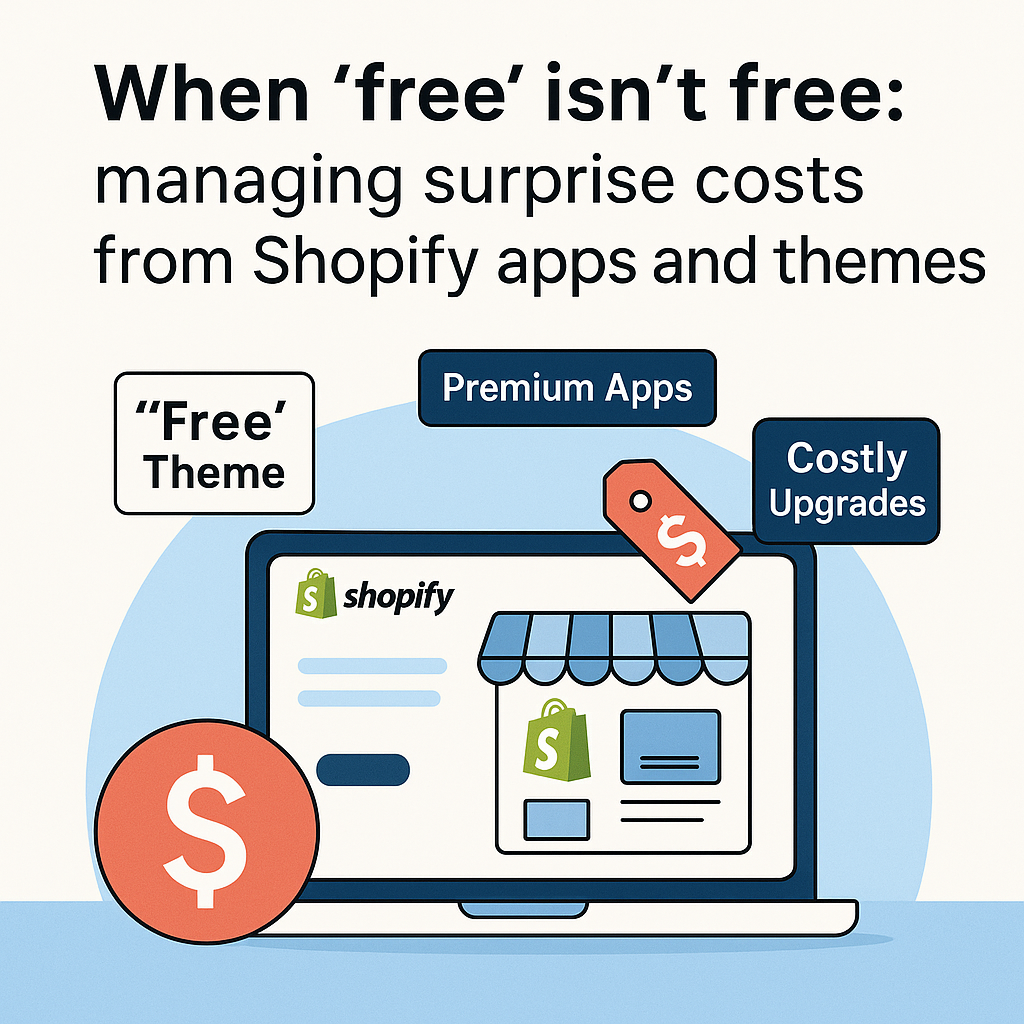 When ‘free’ isn’t free:
managing surprise costs
from Shopify apps and themes
Premium Apps
“Free’
Theme
Costly
Upgrades
$
S shopify
S
$